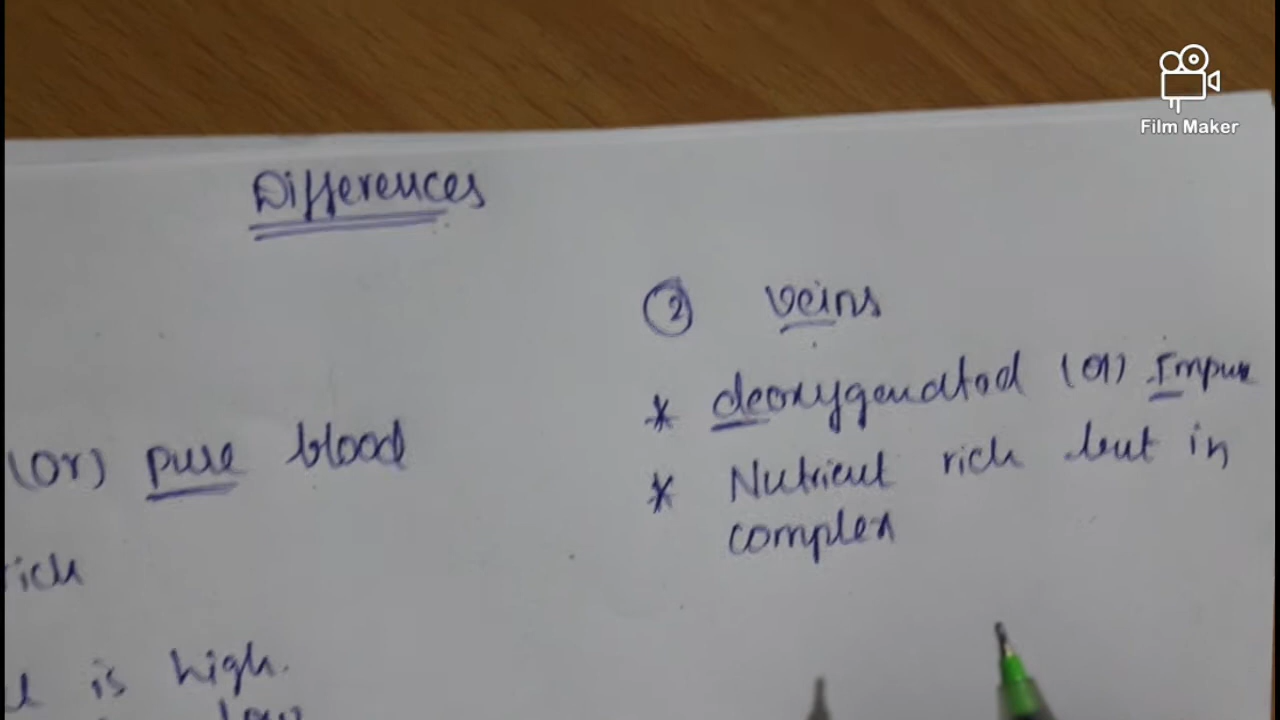 Film Maker
Differences
② veins
* deoxygenated (or) Impure
(or) pure blood
* Nutrient rich but in
complex
rich
is high.
low